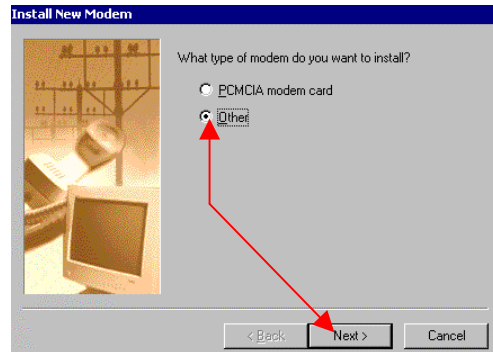 Install New Modem
What type of modem do you want to install?
PCMCIA modem card
Other
< Back
Next >
Cancel